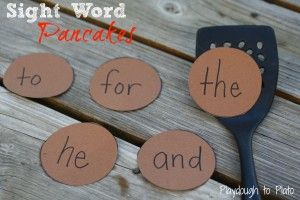 Sight Word
Pancakes
to
for
the
he
and
Playdough to Plato